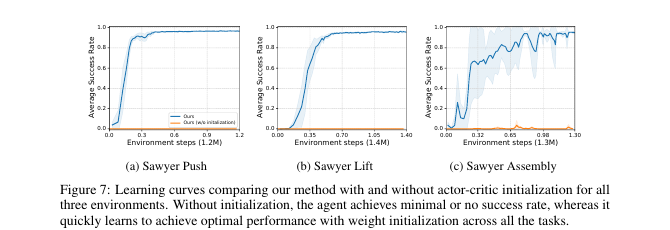 1.0
0.8
0.6
0.4
0.2
0.0
Average Success Rate
0.0 0.3 0.6 0.9 1.2
Environment steps (1.2M)
Ours
Ours (w/o initialization)
(a) Sawyer Push
1.0
0.8
0.6
0.4
0.2
0.0
Average Success Rate
0.00 0.35 0.70 1.05 1.40
Environment steps (1.4M)
(b) Sawyer Lift
1.0
0.8
0.6
0.4
0.2
0.0
Average Success Rate
0.00 0.32 0.65 0.98 1.30
Environment steps (1.3M)
(c) Sawyer Assembly
Figure 7: Learning curves comparing our method with and without actor-critic initialization for all
three environments. Without initialization, the agent achieves minimal or no success rate, whereas it
quickly learns to achieve optimal performance with weight initialization across all the tasks.